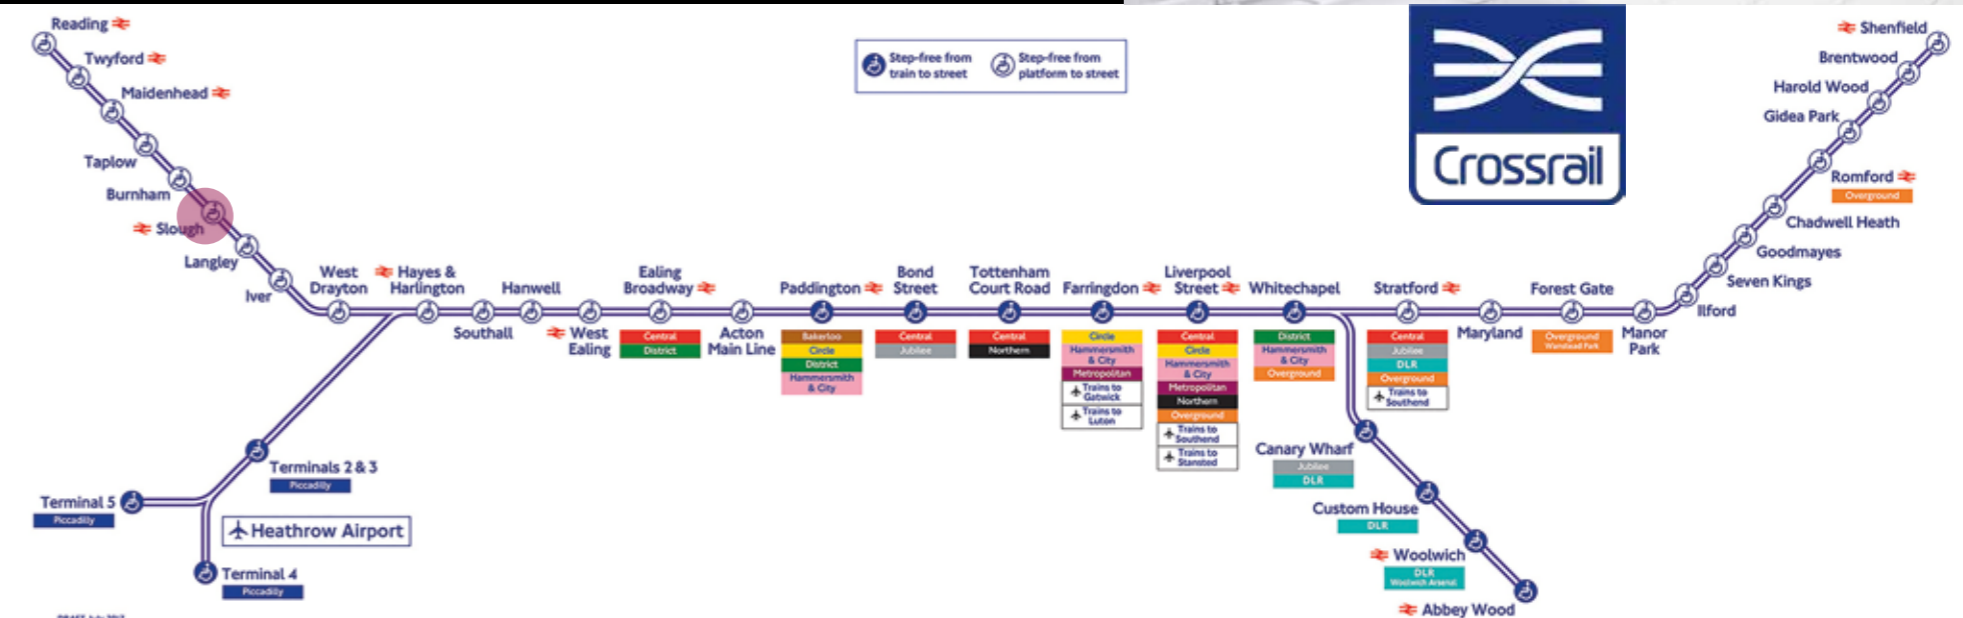 Reading
Twyford
Maidenhead
Taplow
Burnham
Slough
Langley
Iver
West
Drayton
Hayes &
Harlington
Southall
Hanwell
West
Ealing
Ealing
Broadway
Central
District
Acton
Main Line
Paddington
Bakerloo
Circle
District
Hammersmith
& City
Bond
Street
Central
Jubilee
Tottenham
Court Road
Central
Northern
Farringdon
Circle
Hammersmith
& City
Metropolitan
Trains to
Gatwick
Trains to
Luton
Liverpool
Street
Central
Circle
Hammersmith
& City
Metropolitan
Northern
Overground
Trains to
Southend
Trains to
Stansted
Whitechapel
District
Hammersmith
& City
Overground
Stratford
Central
Jubilee
DLR
Overground
Trains to
Southend
Maryland
Forest Gate
Overground
Wanstead Park
Manor
Park
Ilford
Seven Kings
Goodmayes
Chadwell Heath
Romford
Overground
Gidea Park
Harold Wood
Brentwood
Shenfield
Canary Wharf
Jubilee
DLR
Custom House
DLR
Woolwich
DLR
Woolwich Arsenal
Abbey Wood
Terminals 2 & 3
Piccadilly
Terminal 5
Piccadilly
Heathrow Airport
Terminal 4
Piccadilly
Step-free from
train to street
Step-free from
platform to street
Crossrail